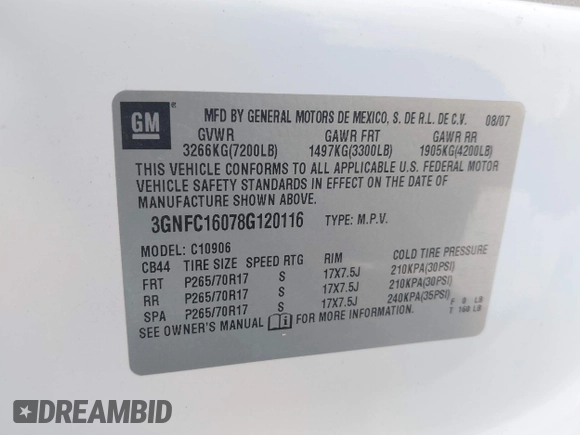 GM
MFD BY GENERAL MOTORS DE MEXICO, S. DE R.L. DE C.V. 08/07
GVWR GAWR FRT GAWR RR
3266KG(7200LB) 1497KG(3300LB) 1905KG(4200LB)
THIS VEHICLE CONFORMS TO ALL APPLICABLE U.S. FEDERAL MOTOR
VEHICLE SAFETY STANDARDS IN EFFECT ON THE DATE OF
MANUFACTURE SHOWN ABOVE.
3GNFC16078G120116 TYPE: M.P.V.
MODEL: C10906
CB44 TIRE SIZE SPEED RTG RIM COLD TIRE PRESSURE
FRT P265/70R17 S 17X7.5J 210KPA(30PSI)
RR P265/70R17 S 17X7.5J 210KPA(30PSI)
SPA P265/70R17 S 17X7.5J 240KPA(35PSI) F 0 LB
SEE OWNER'S MANUAL FOR MORE INFORMATION. T 160 LB
DREAMBID